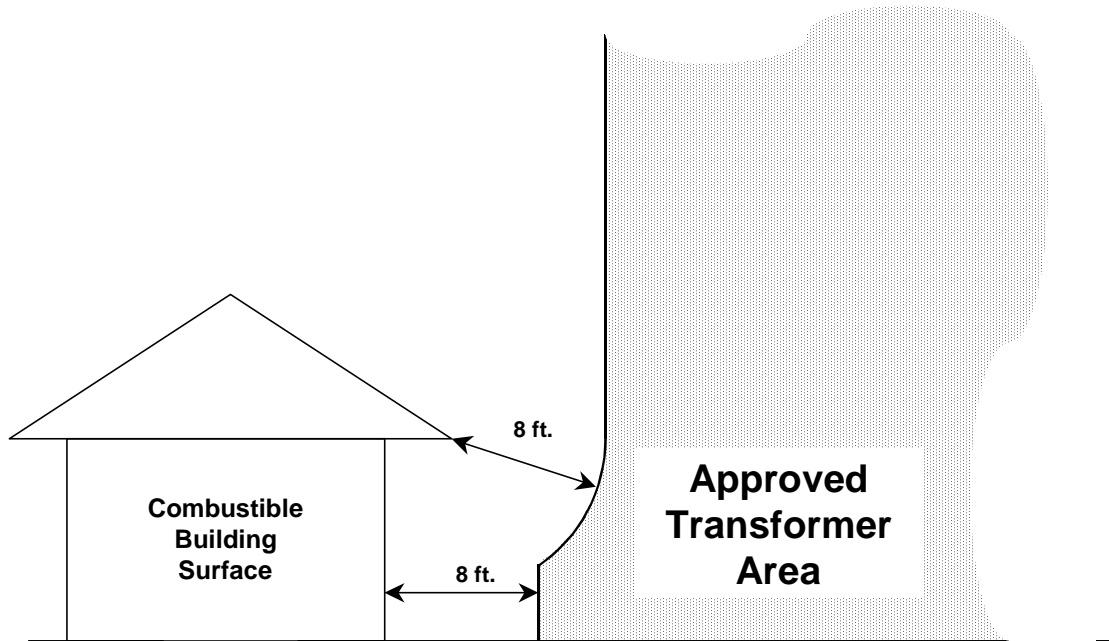 8 ft.
Approved
Transformer
Area
Combustible
Building
Surface
8 ft.